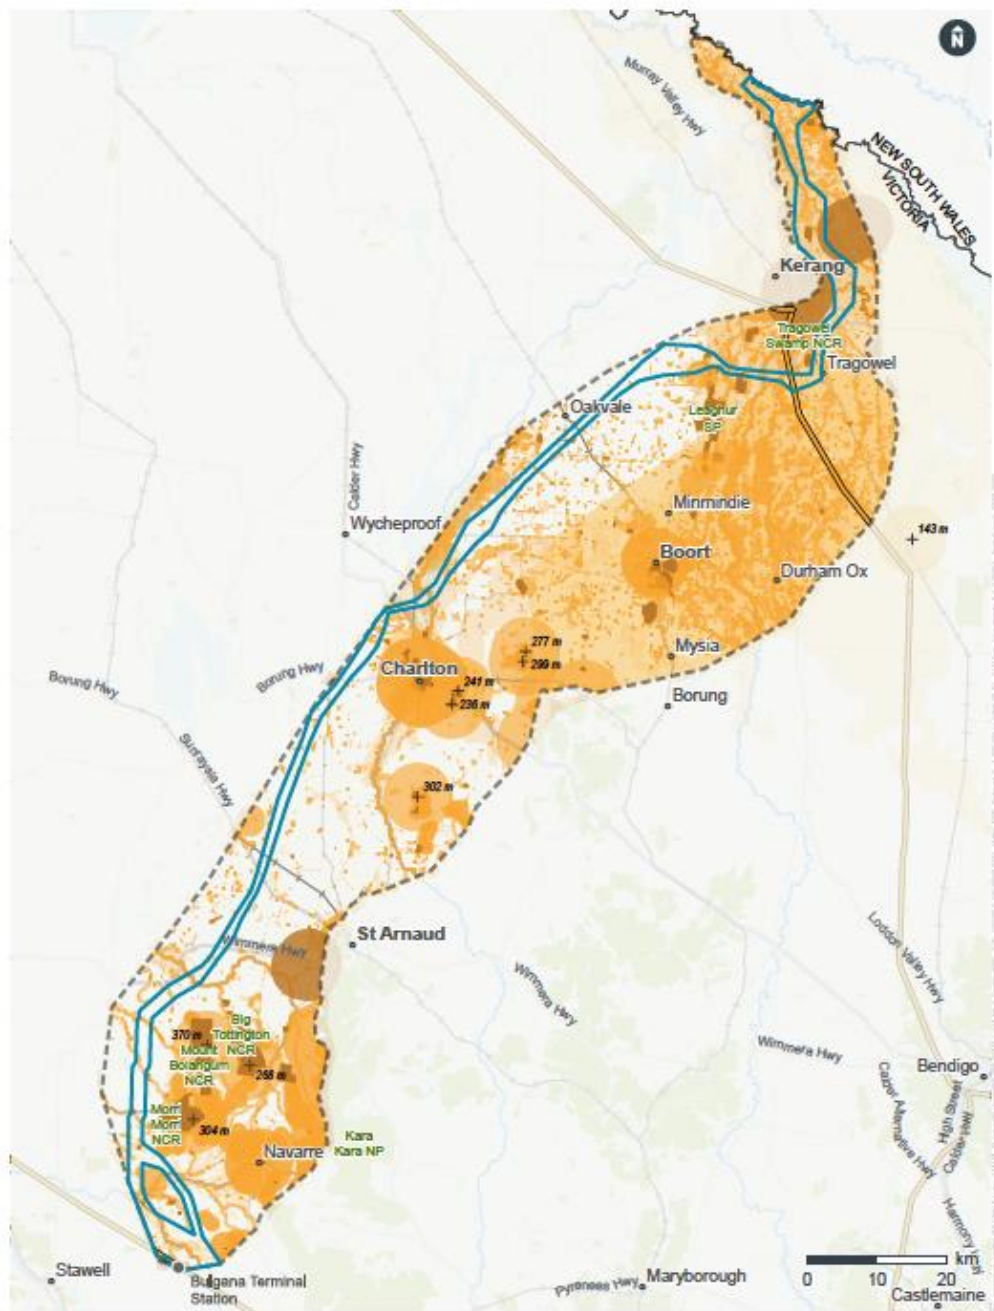 N
Murray Valley Hwy
NEW SOUTH WALES
VICTORIA
Kerang
Tragowel
Swamp NCR
Tragowel
Leaghur
SP
Oakvale
Calder Hwy
Minmindie
Wycheproof
143 m
Boort
Durham Ox
277 m
299 m
Mysia
Charlton
Borung Hwy
Borung Hwy
241 m
236 m
Borung
Sunraysia Hwy
302 m
St Arnaud
Wimmera Hwy
Loddon Valley Hwy
Wimmera Hwy
Big
Tottington
NCR
370 m
Mount
Bolangum
NCR
268 m
Wimmera Hwy
Bendigo
Calder Alternative Hwy
High Street
Calder Hwy
Morri
Morri
NCR
304 m
Kara
Kara NP
Navarre
Harmony
km
0 10 20
Stawell
Bulgana Terminal
Station
Pyrenees Hwy
Maryborough
Castlemaine